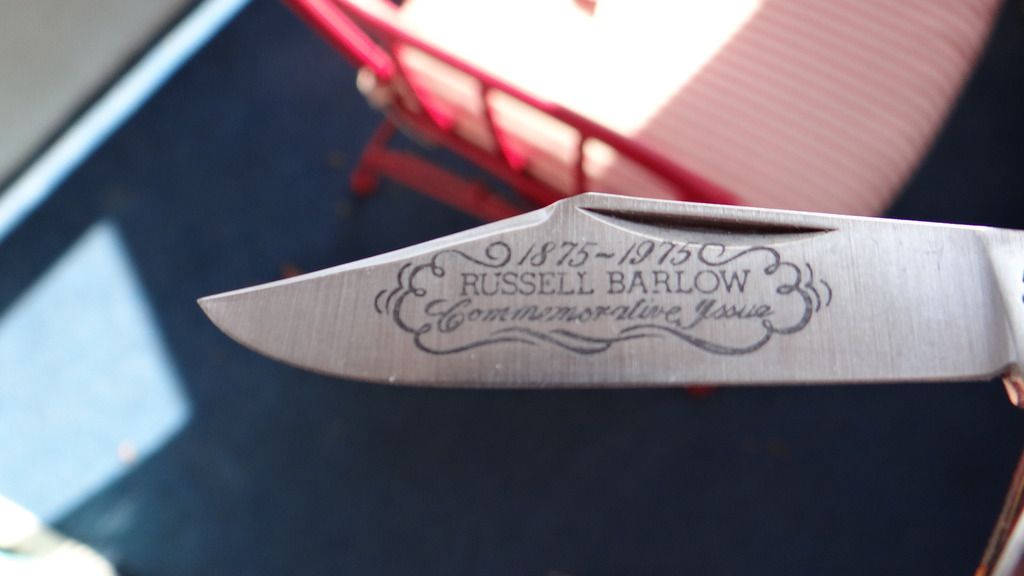 1875~1975
RUSSELL BARLOW
Commemorative Issue